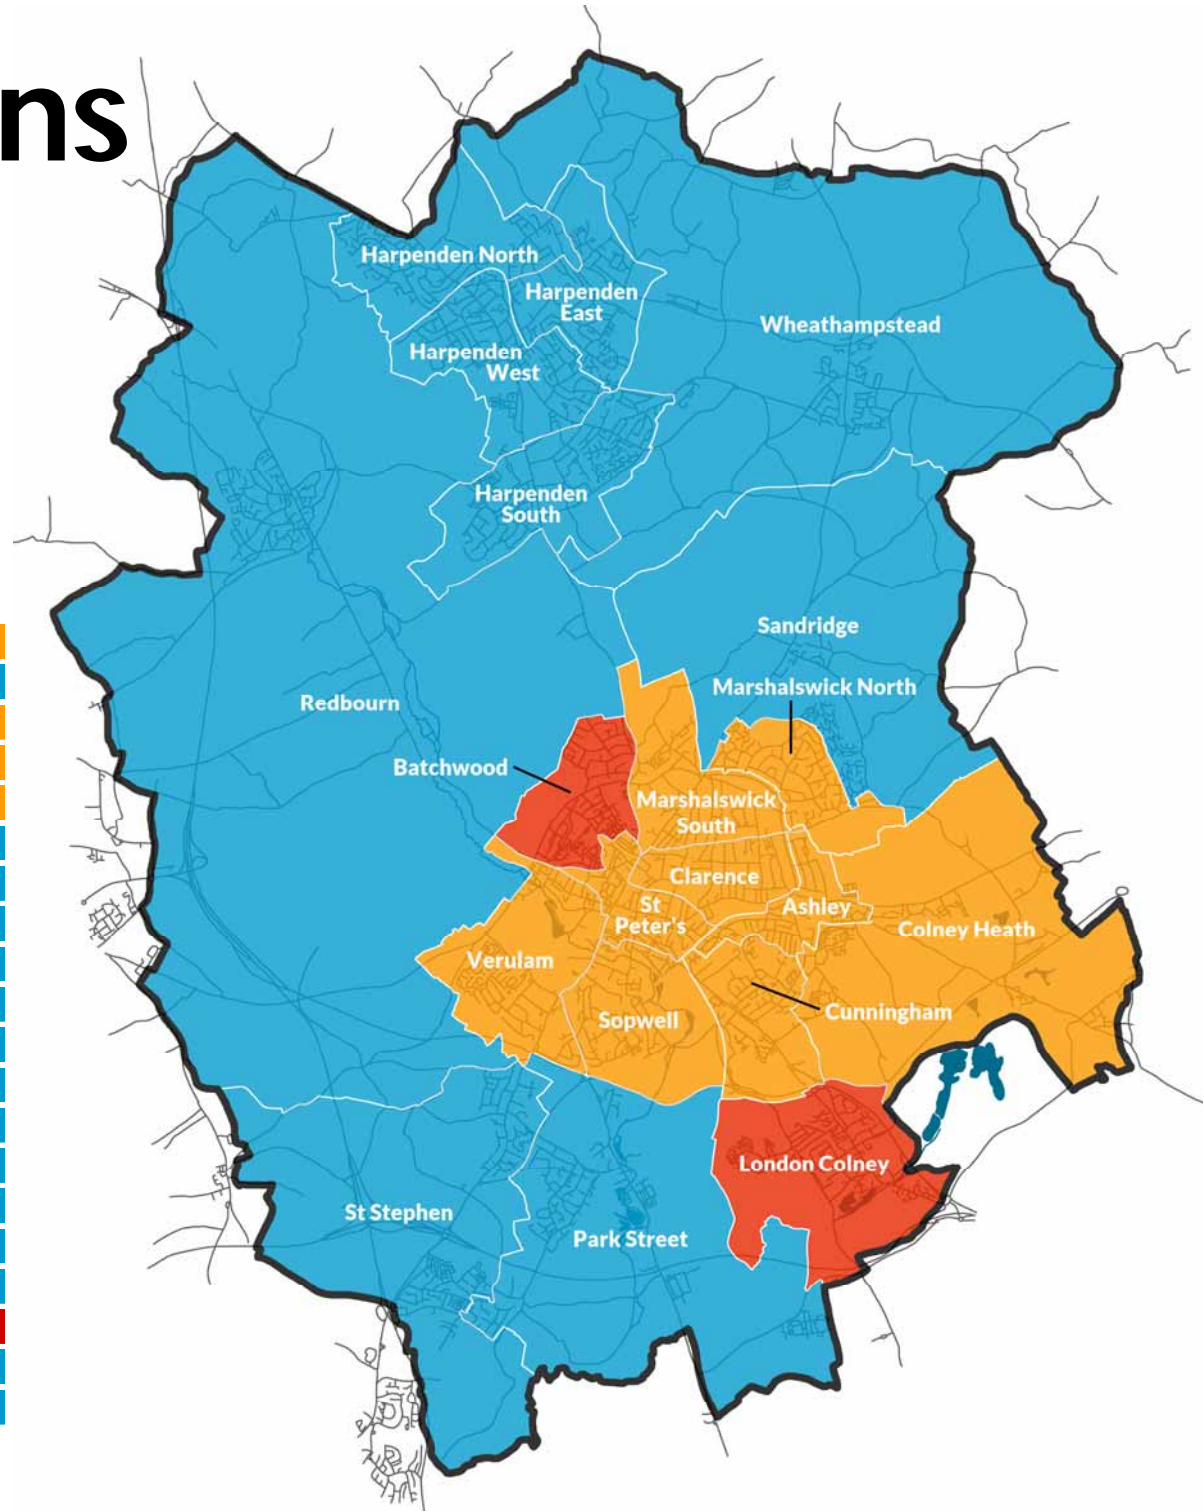 ns
Harpenden North
Harpenden
East
Wheathampstead
Harpenden
West
Harpenden
South
Sandridge
Marshalswick North
Redbourn
Batchwood
Marshalswick
South
Clarence
St
Peter's
Ashley
Colney Heath
Verulam
Cunningham
Sopwell
London Colney
St Stephen
Park Street